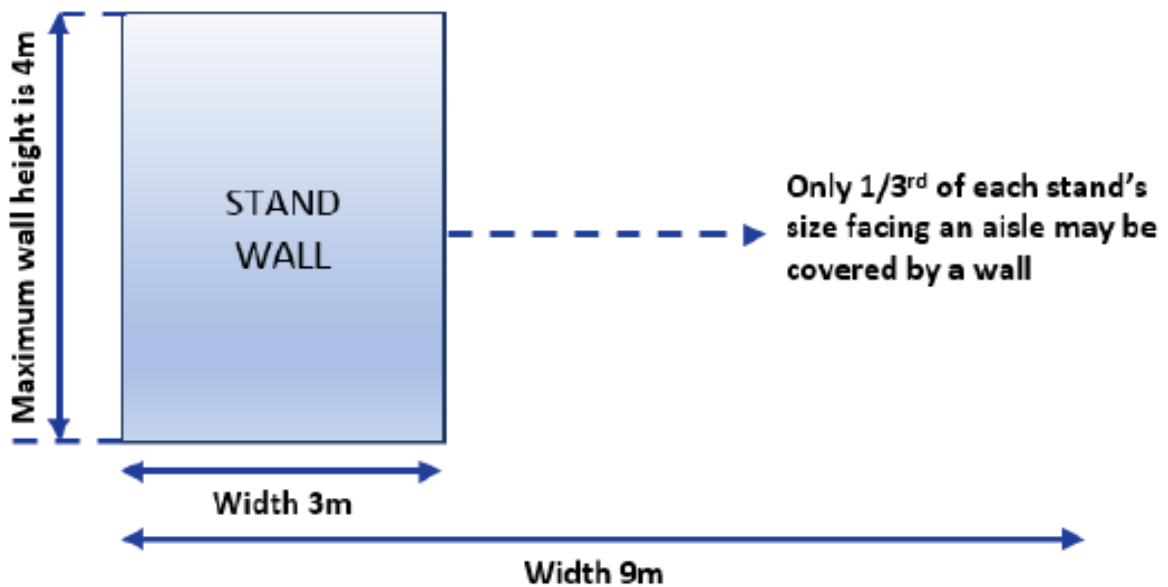 Maximum wall height is 4m
STAND
WALL
Only 1/3ʳᵈ of each stand's
size facing an aisle may be
covered by a wall
Width 3m
Width 9m